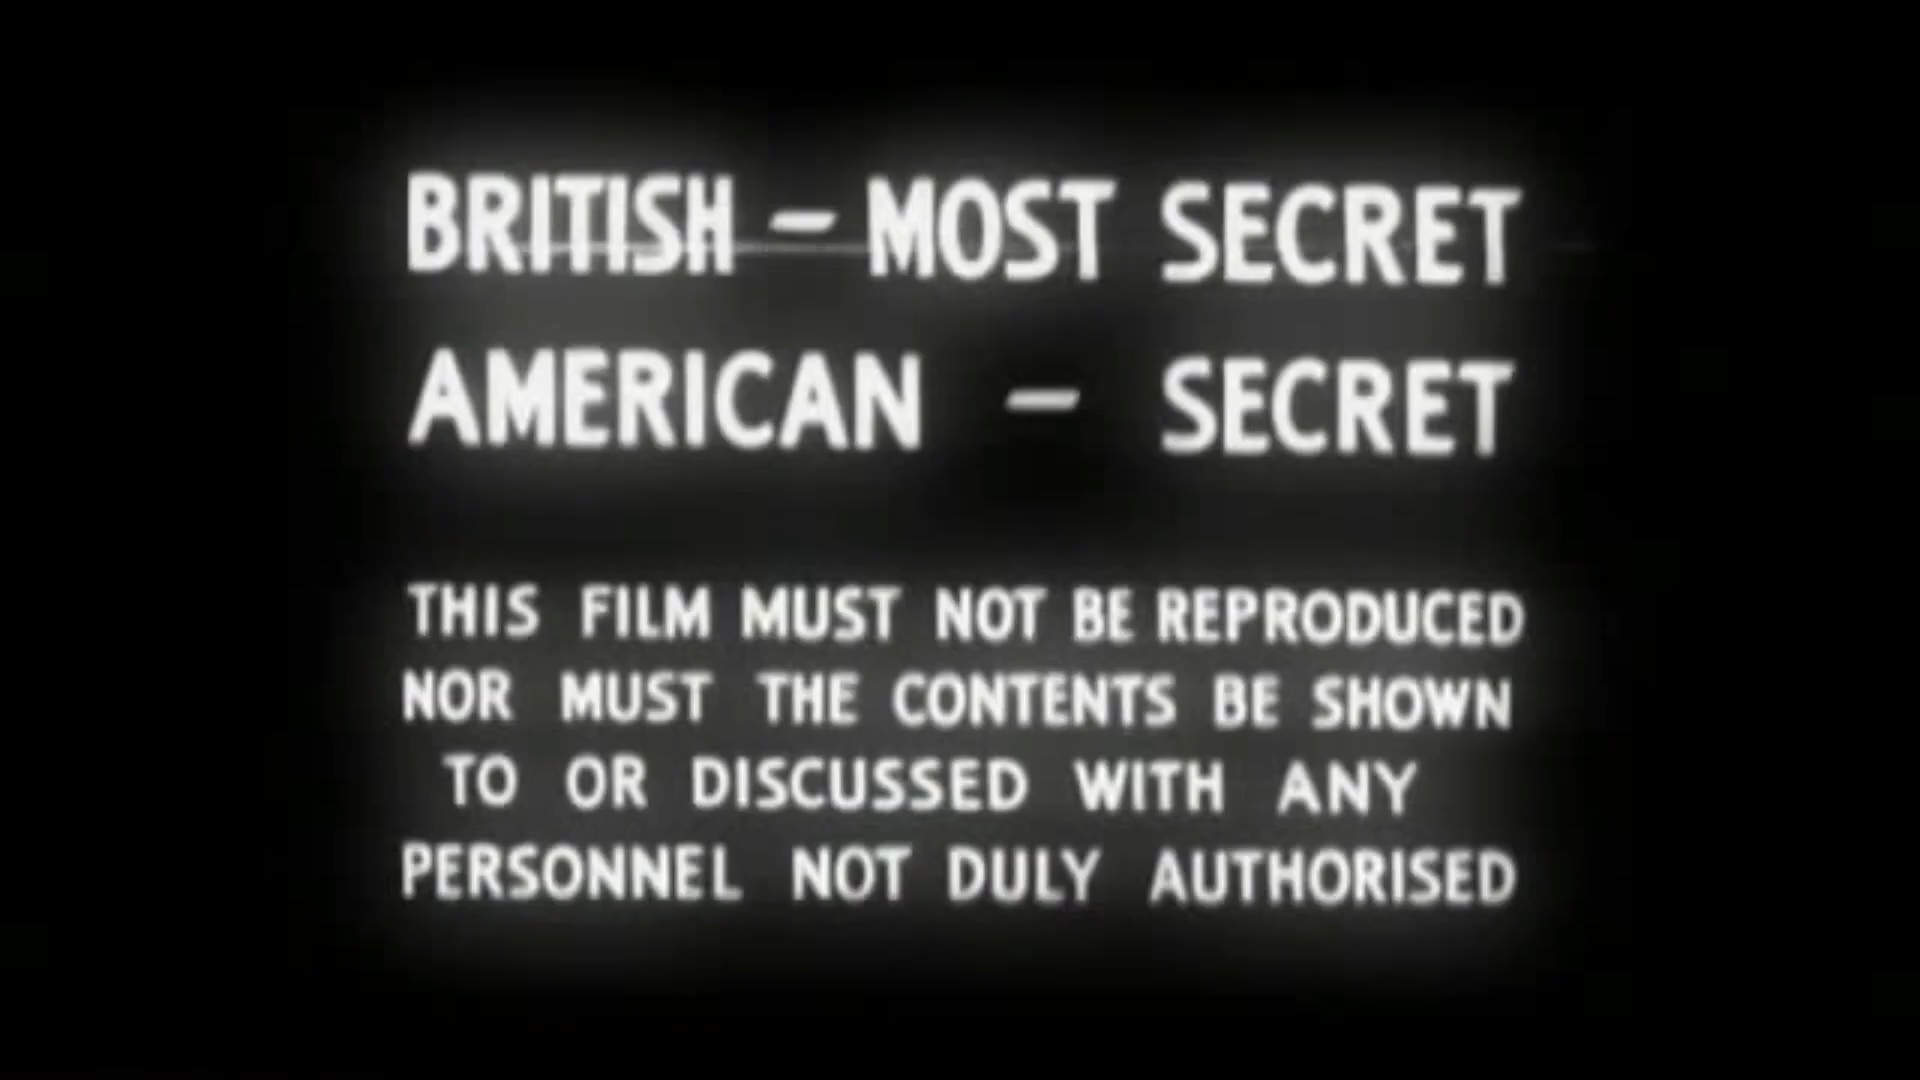 BRITISH – MOST SECRET
AMERICAN – SECRET
THIS FILM MUST NOT BE REPRODUCED
NOR MUST THE CONTENTS BE SHOWN
TO OR DISCUSSED WITH ANY
PERSONNEL NOT DULY AUTHORISED